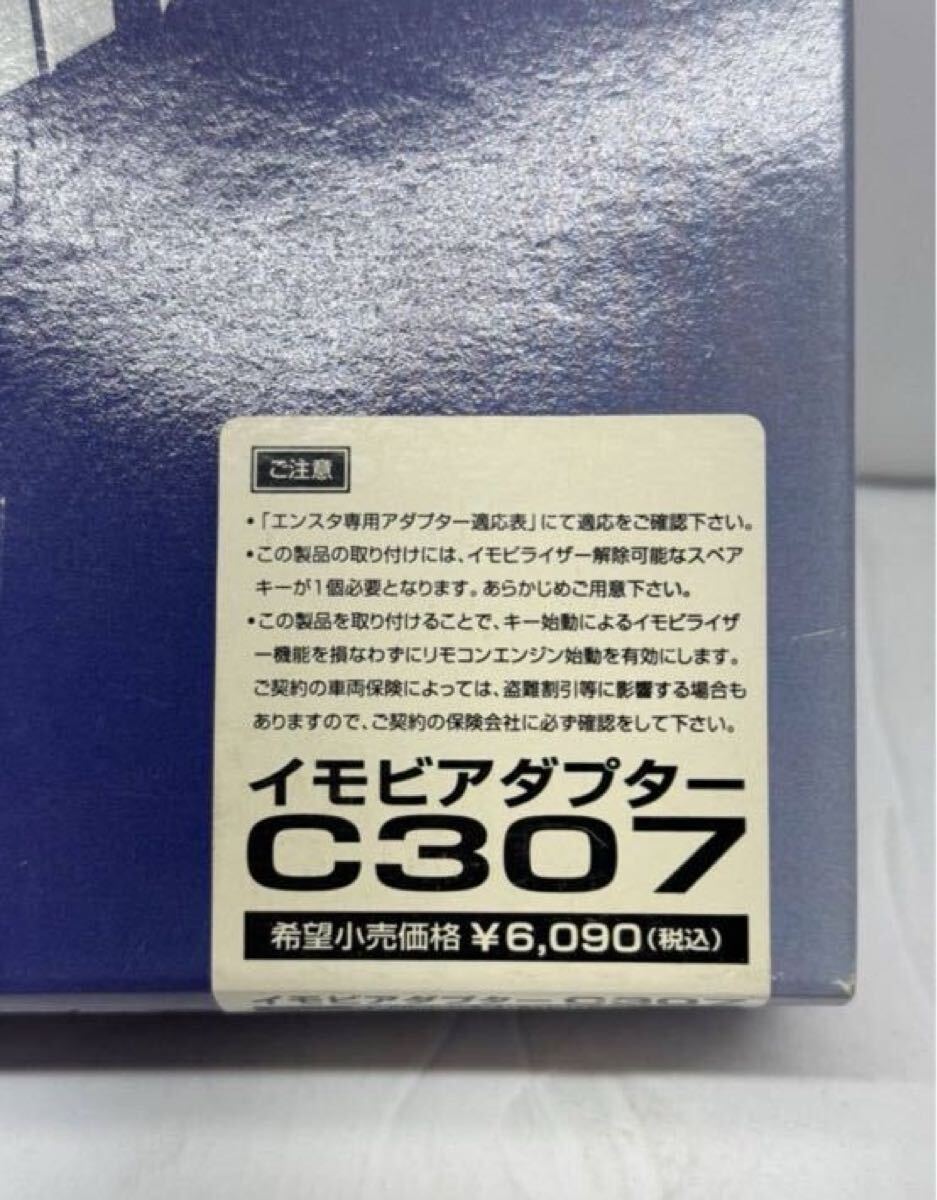 ご注意
・「エンスタ専用アダプター適応表」にて適応をご確認下さい。
・この製品の取り付けには、イモビライザー解除可能なスペア
キーが1個必要となります。あらかじめご用意下さい。
・この製品を取り付けることで、キー始動によるイモビライザ
ー機能を損なわずにリモコンエンジン始動を有効にします。
ご契約の車両保険によっては、盗難割引等に影響する場合も
ありますので、ご契約の保険会社に必ず確認をして下さい。
イモビアダプター
C307
希望小売価格 ¥6,090(税込)
イモビアダプター C307